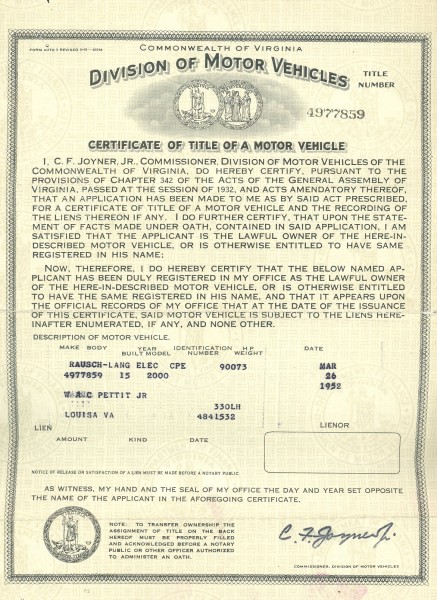 COMMONWEALTH OF VIRGINIA
DIVISION OF MOTOR VEHICLES
TITLE
NUMBER
4977859
CERTIFICATE OF TITLE OF A MOTOR VEHICLE
I, C. F. JOYNER, JR., COMMISSIONER, DIVISION OF MOTOR VEHICLES OF THE
COMMONWEALTH OF VIRGINIA, DO HEREBY CERTIFY, PURSUANT TO THE
PROVISIONS OF CHAPTER 342 OF THE ACTS OF THE GENERAL ASSEMBLY OF
VIRGINIA, PASSED AT THE SESSION OF 1932, AND ACTS AMENDATORY THEREOF,
THAT AN APPLICATION HAS BEEN MADE TO ME AS BY SAID ACT PRESCRIBED,
FOR A CERTIFICATE OF TITLE OF A MOTOR VEHICLE AND THE RECORDING OF
THE LIENS THEREON IF ANY. I DO FURTHER CERTIFY, THAT UPON THE STATE-
MENT OF FACTS MADE UNDER OATH, CONTAINED IN SAID APPLICATION, I AM
SATISFIED THAT THE APPLICANT IS THE LAWFUL OWNER OF THE HERE-IN-
DESCRIBED MOTOR VEHICLE, OR IS OTHERWISE ENTITLED TO HAVE SAME
REGISTERED IN HIS NAME;
NOW, THEREFORE, I DO HEREBY CERTIFY THAT THE BELOW NAMED AP-
PLICANT HAS BEEN DULY REGISTERED IN MY OFFICE AS THE LAWFUL OWNER
OF THE HERE-IN-DESCRIBED MOTOR VEHICLE, OR IS OTHERWISE ENTITLED
TO HAVE THE SAME REGISTERED IN HIS NAME, AND THAT IT APPEARS UPON
THE OFFICIAL RECORDS OF MY OFFICE THAT AT THE DATE OF THE ISSUANCE
OF THIS CERTIFICATE, SAID MOTOR VEHICLE IS SUBJECT TO THE LIENS HERE-
INAFTER ENUMERATED, IF ANY, AND NONE OTHER.
DESCRIPTION OF MOTOR VEHICLE.
MAKE BODY YEAR BUILT MODEL IDENTIFICATION NUMBER H P WEIGHT DATE
RAUSCH-LANG ELEC CPE 90073 MAR
4977859 15 2000 26
1952
W A C PETTIT JR
330LH
LOUISA VA 4841532
LIEN LIENOR
AMOUNT KIND DATE
NOTICE OF RELEASE OR SATISFACTION OF A LIEN MUST BE MADE BEFORE A NOTARY PUBLIC
AS WITNESS, MY HAND AND THE SEAL OF MY OFFICE THE DAY AND YEAR SET OPPOSITE
THE NAME OF THE APPLICANT IN THE AFOREGOING CERTIFICATE.
NOTE: TO TRANSFER OWNERSHIP THE
ASSIGNMENT OF TITLE ON THE BACK
HEREOF MUST BE PROPERLY FILLED
AND ACKNOWLEDGED BEFORE A NOTARY
PUBLIC OR OTHER OFFICER AUTHORIZED
TO ADMINISTER AN OATH.
C. F. Joyner Jr.
COMMISSIONER, DIVISION OF MOTOR VEHICLES